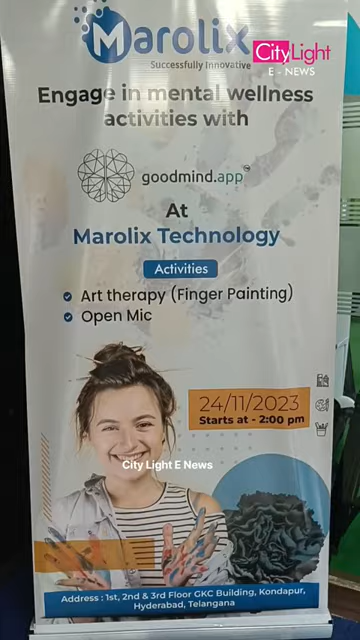 Marolix
Successfully Innovative
CityLight
E - NEWS
Engage in mental wellness
activities with
goodmind.app
At
Marolix Technology
Activities
Art therapy (Finger Painting)
Open Mic
24/11/2023
Starts at - 2:00 pm
City Light E News
Address : 1st, 2nd & 3rd Floor GKC Building, Kondapur,
Hyderabad, Telangana